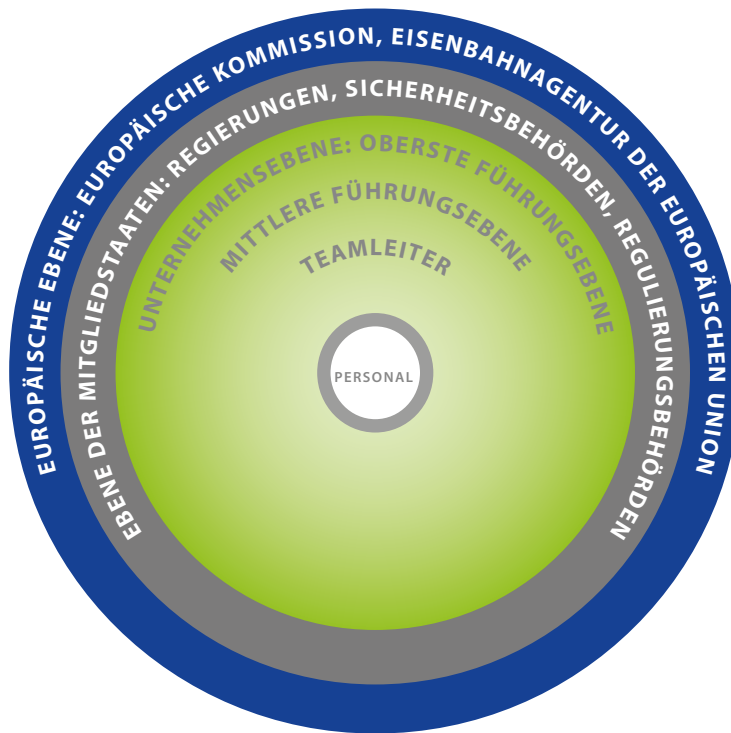 EUROPÄISCHE EBENE: EUROPÄISCHE KOMMISSION, EISENBAHNAGENTUR DER EUROPÄISCHEN UNION
EBENE DER MITGLIEDSTAATEN: REGIERUNGEN, SICHERHEITSBEHÖRDEN, REGULIERUNGSBEHÖRDEN
UNTERNEHMENSEBENE: OBERSTE FÜHRUNGSEBENE
MITTLERE FÜHRUNGSEBENE
TEAMLEITER
PERSONAL